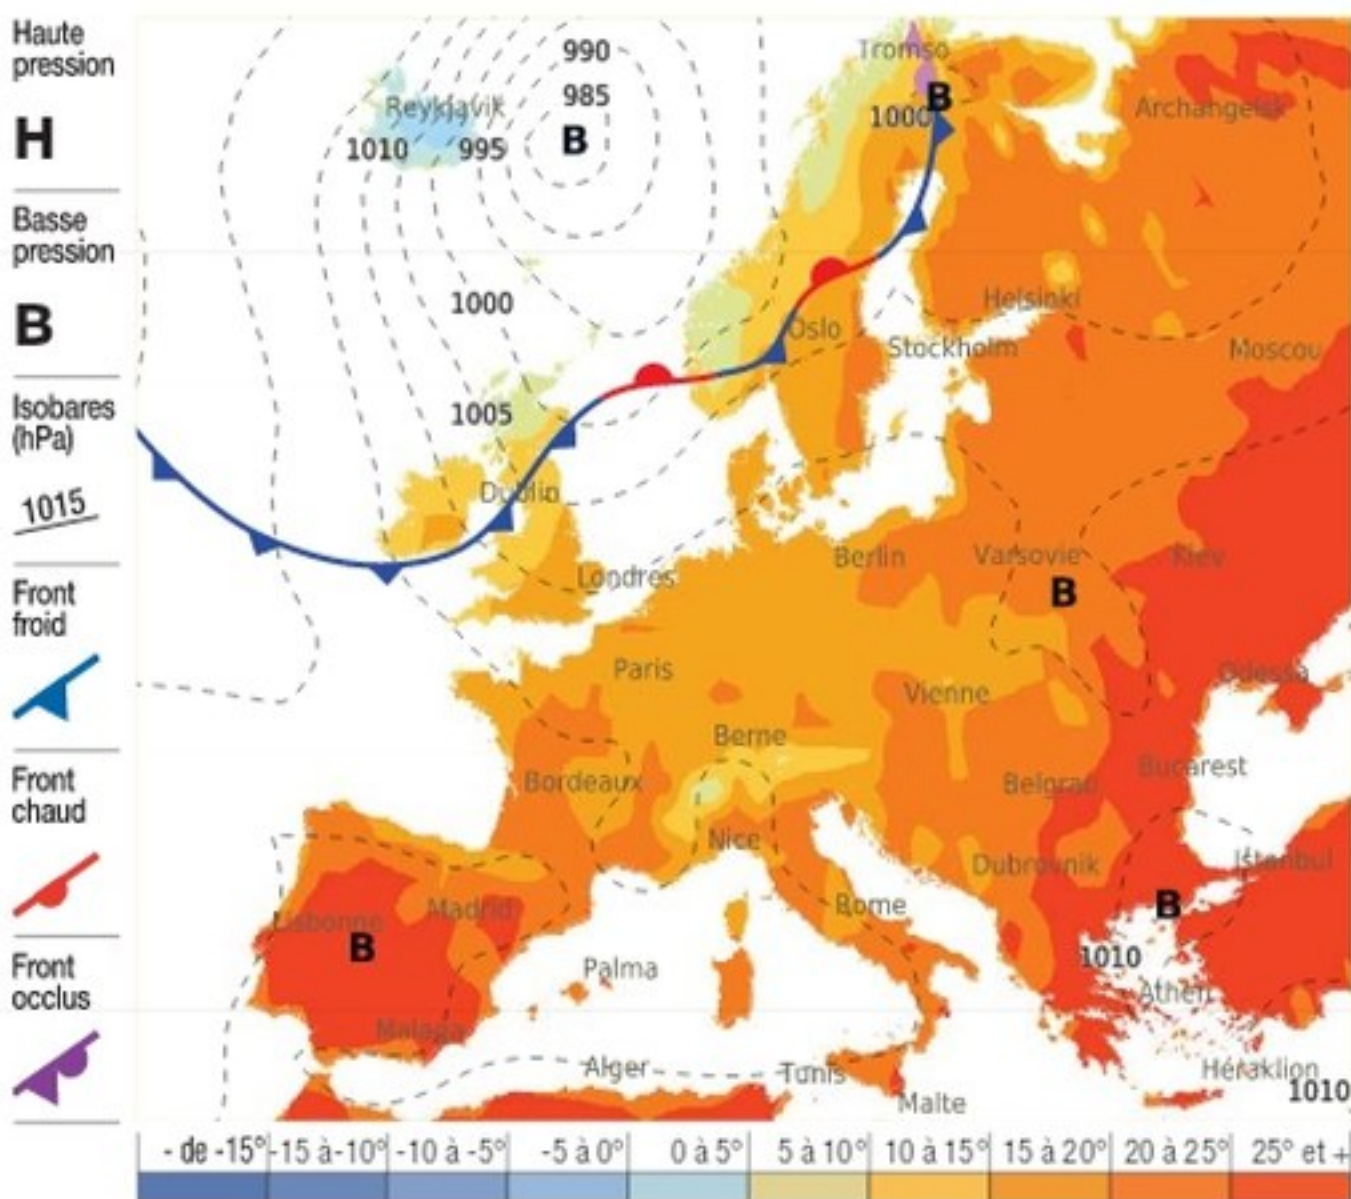 Haute
pression
H
Basse
pression
B
Isobares
(hPa)
1015
Front
froid
Front
chaud
Front
occlus
990
985
B
Reykjavik
1010
995
1000
1005
Tromso
B
1000
Archangelsk
Helsinki
Oslo
Stockholm
Moscou
Dublin
Londres
Berlin
Varsovie
Kiev
B
Paris
Vienne
Odessa
Berne
Bordeaux
Belgrad
Bucarest
Nice
Dubrovnik
Istanbul
Lisbonne
Madrid
Rome
B
B
1010
Palma
Athèn
Malaga
Alger
Tunis
Héraklion
1010
Malte
- de -15° -15 à-10° -10 à -5° -5 à 0° 0 à 5° 5 à 10° 10 à 15° 15 à 20° 20 à 25° 25° et +